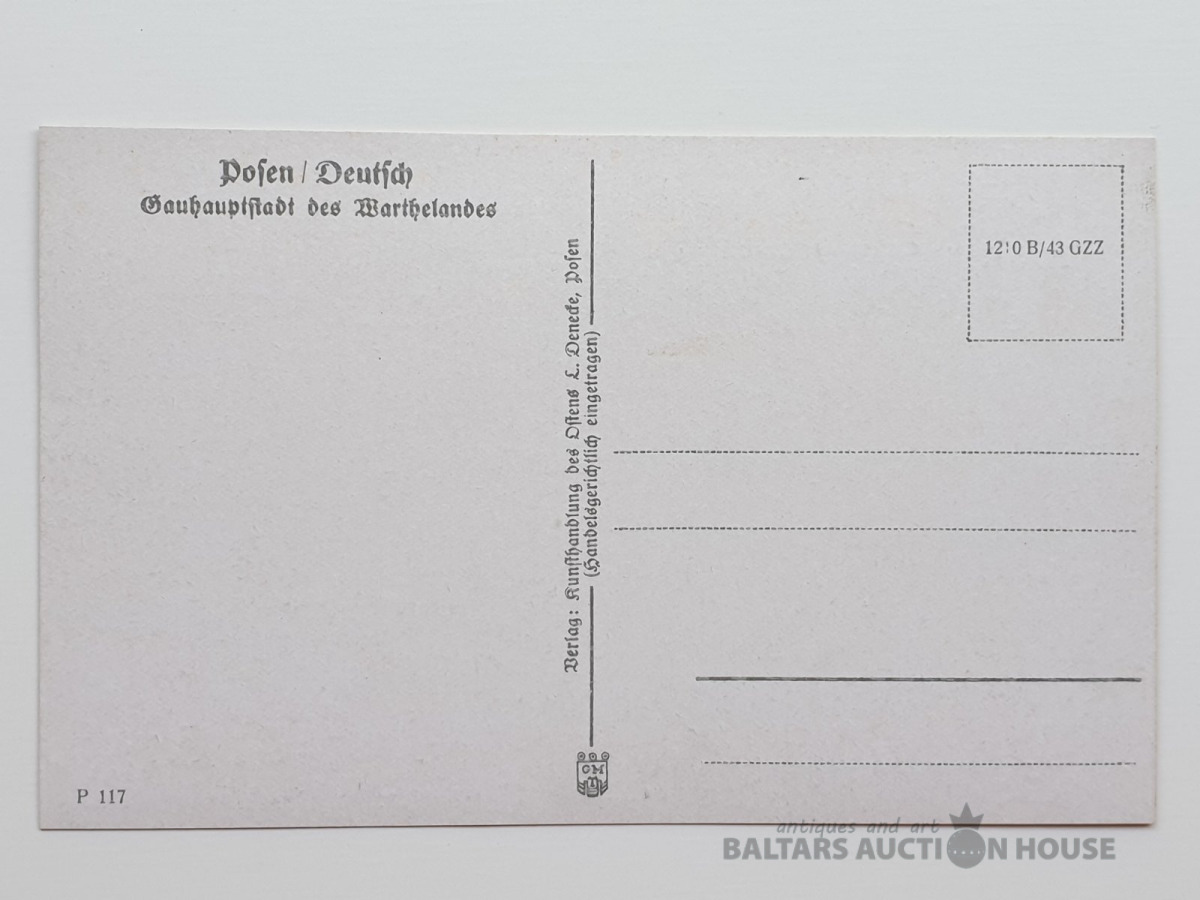 Posen / Deutsch
Gauhauptstadt des Warthelandes
Verlag: Kunsthandlung des Ostens L. Denecke, Posen
(Handelsgerichtlich eingetragen)
12:0 B/43 GZZ
CM
P 117
antiques and art
BALTARS AUCTION HOUSE